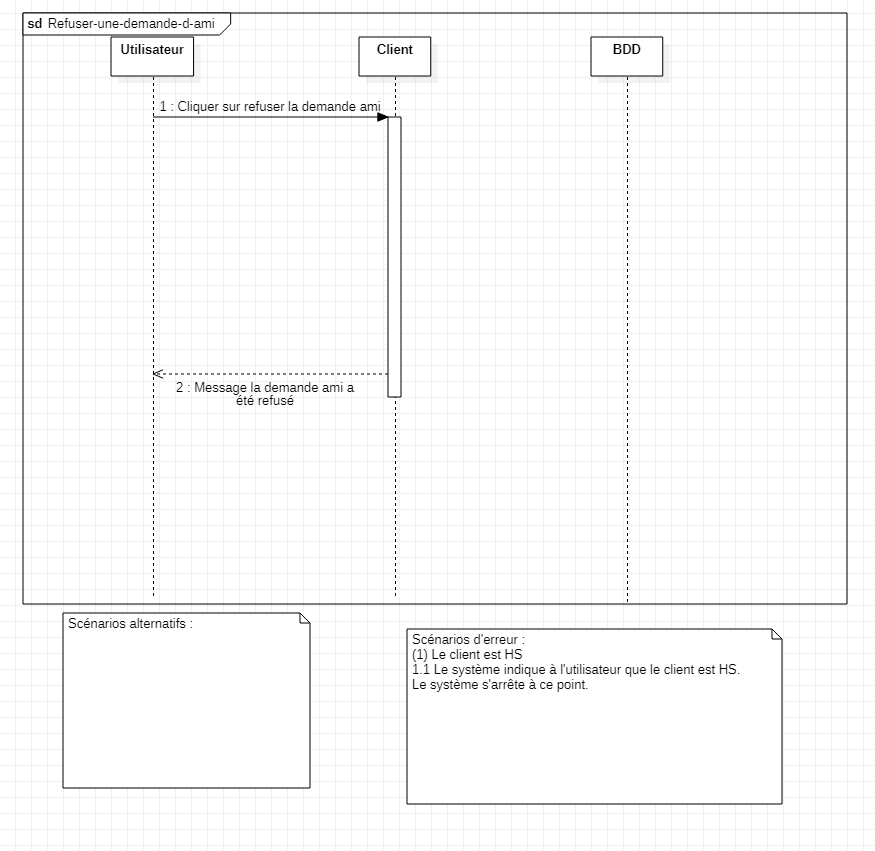 sd Refuser-une-demande-d-ami
Utilisateur
Client
BDD
1 : Cliquer sur refuser la demande ami
2 : Message la demande ami a
été refusé
Scénarios alternatifs :
Scénarios d'erreur :
(1) Le client est HS
1.1 Le système indique à l'utilisateur que le client est HS.
Le système s'arrête à ce point.